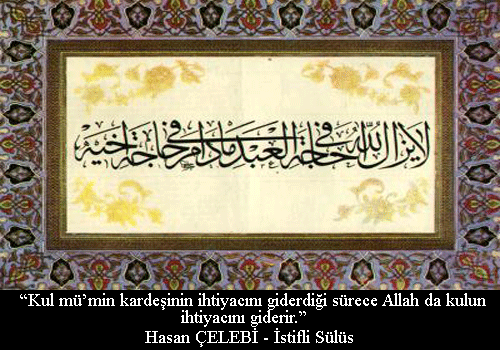 لا يزال الله في حاجة العبد ما دام في حاجة أخيه
“Kul mü’min kardeşinin ihtiyacını giderdiği sürece Allah da kulun
ihtiyacını giderir.”
Hasan ÇELEBİ - İstifli Sülüs